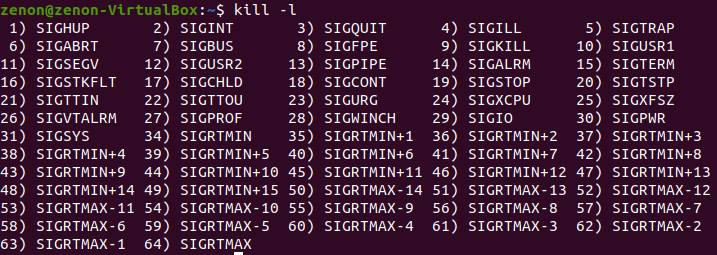 zenon@zenon-VirtualBox:~$ kill -l
 1) SIGHUP       2) SIGINT       3) SIGQUIT      4) SIGILL       5) SIGTRAP
 6) SIGABRT      7) SIGBUS       8) SIGFPE       9) SIGKILL     10) SIGUSR1
11) SIGSEGV     12) SIGUSR2     13) SIGPIPE     14) SIGALRM     15) SIGTERM
16) SIGSTKFLT   17) SIGCHLD     18) SIGCONT     19) SIGSTOP     20) SIGTSTP
21) SIGTTIN     22) SIGTTOU     23) SIGURG      24) SIGXCPU     25) SIGXFSZ
26) SIGVTALRM   27) SIGPROF     28) SIGWINCH    29) SIGIO       30) SIGPWR
31) SIGSYS      34) SIGRTMIN    35) SIGRTMIN+1  36) SIGRTMIN+2  37) SIGRTMIN+3
38) SIGRTMIN+4  39) SIGRTMIN+5  40) SIGRTMIN+6  41) SIGRTMIN+7  42) SIGRTMIN+8
43) SIGRTMIN+9  44) SIGRTMIN+10 45) SIGRTMIN+11 46) SIGRTMIN+12 47) SIGRTMIN+13
48) SIGRTMIN+14 49) SIGRTMIN+15 50) SIGRTMAX-14 51) SIGRTMAX-13 52) SIGRTMAX-12
53) SIGRTMAX-11 54) SIGRTMAX-10 55) SIGRTMAX-9  56) SIGRTMAX-8  57) SIGRTMAX-7
58) SIGRTMAX-6  59) SIGRTMAX-5  60) SIGRTMAX-4  61) SIGRTMAX-3  62) SIGRTMAX-2
63) SIGRTMAX-1  64) SIGRTMAX